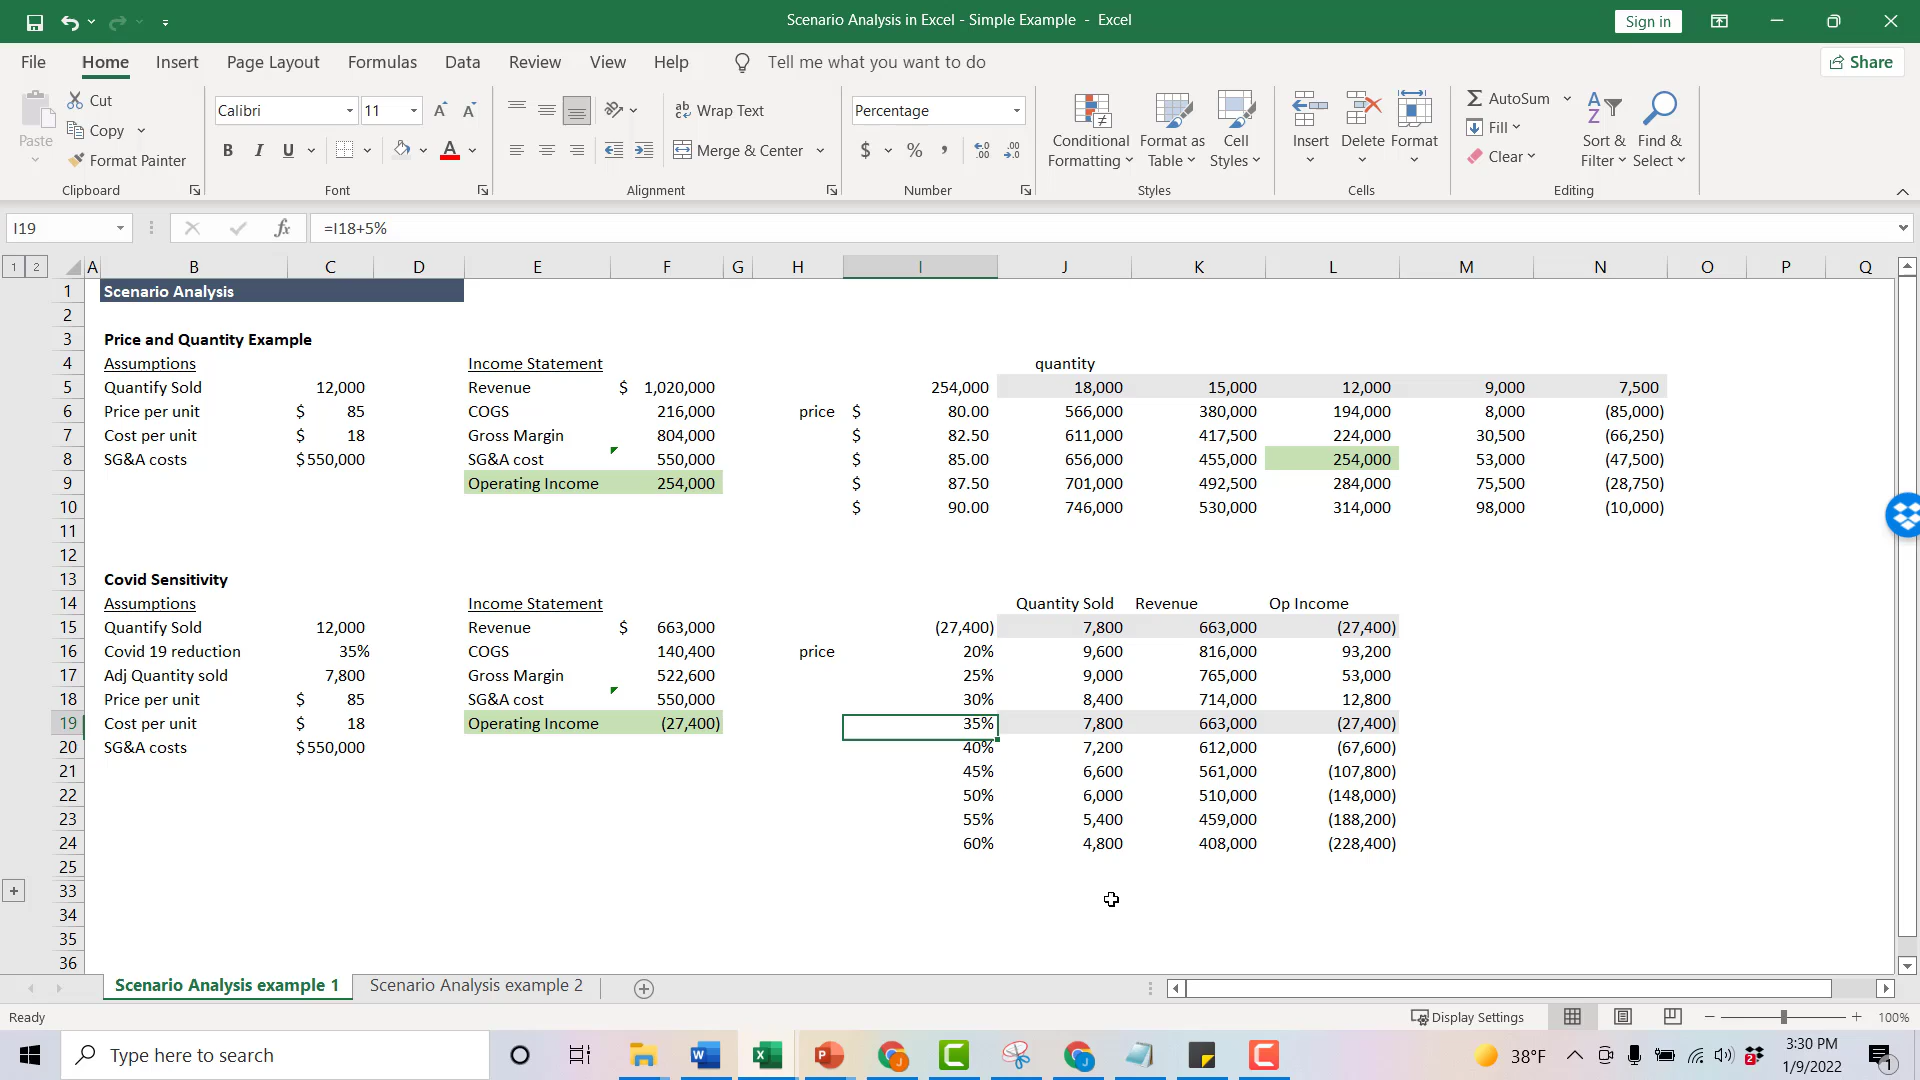 Scenario Analysis in Excel - Simple Example - Excel
Sign in
File Home Insert Page Layout Formulas Data Review View Help Tell me what you want to do Share
Paste Cut Copy Format Painter
Calibri 11
Wrap Text
Merge & Center
Percentage
$ % ,
Conditional Formatting Format as Table Cell Styles
Insert Delete Format
AutoSum Fill Clear
Sort & Filter Find & Select
Clipboard Font Alignment Number Styles Cells Editing
I19 fx =I18+5%
1 2 A B C D E F G H I J K L M N O P Q
1 Scenario Analysis
2
3 Price and Quantity Example
4 Assumptions Income Statement quantity
5 Quantify Sold 12,000 Revenue $ 1,020,000 254,000 18,000 15,000 12,000 9,000 7,500
6 Price per unit $ 85 COGS 216,000 price $ 80.00 566,000 380,000 194,000 8,000 (85,000)
7 Cost per unit $ 18 Gross Margin 804,000 $ 82.50 611,000 417,500 224,000 30,500 (66,250)
8 SG&A costs $550,000 SG&A cost 550,000 $ 85.00 656,000 455,000 254,000 53,000 (47,500)
9 Operating Income 254,000 $ 87.50 701,000 492,500 284,000 75,500 (28,750)
10 $ 90.00 746,000 530,000 314,000 98,000 (10,000)
11
12
13 Covid Sensitivity
14 Assumptions Income Statement Quantity Sold Revenue Op Income
15 Quantify Sold 12,000 Revenue $ 663,000 (27,400) 7,800 663,000 (27,400)
16 Covid 19 reduction 35% COGS 140,400 price 20% 9,600 816,000 93,200
17 Adj Quantity sold 7,800 Gross Margin 522,600 25% 9,000 765,000 53,000
18 Price per unit $ 85 SG&A cost 550,000 30% 8,400 714,000 12,800
19 Cost per unit $ 18 Operating Income (27,400) 35% 7,800 663,000 (27,400)
20 SG&A costs $550,000 40% 7,200 612,000 (67,600)
21 45% 6,600 561,000 (107,800)
22 50% 6,000 510,000 (148,000)
23 55% 5,400 459,000 (188,200)
24 60% 4,800 408,000 (228,400)
25
33
34
35
36
Scenario Analysis example 1 Scenario Analysis example 2
Ready Display Settings 100%
Type here to search 38°F 3:30 PM
1/9/2022